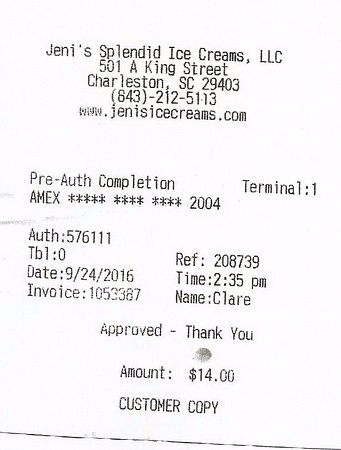 Jeni's Splendid Ice Creams, LLC
501 A King Street
Charleston, SC 29403
(843)-212-5113
www.jenisicecreams.com
Pre-Auth Completion Terminal:1
AMEX ***** **** **** 2004
Auth:576111
Tbl:0 Ref: 208739
Date:9/24/2016 Time:2:35 pm
Invoice:1053387 Name:Clare
Approved - Thank You
Amount: $14.00
CUSTOMER COPY